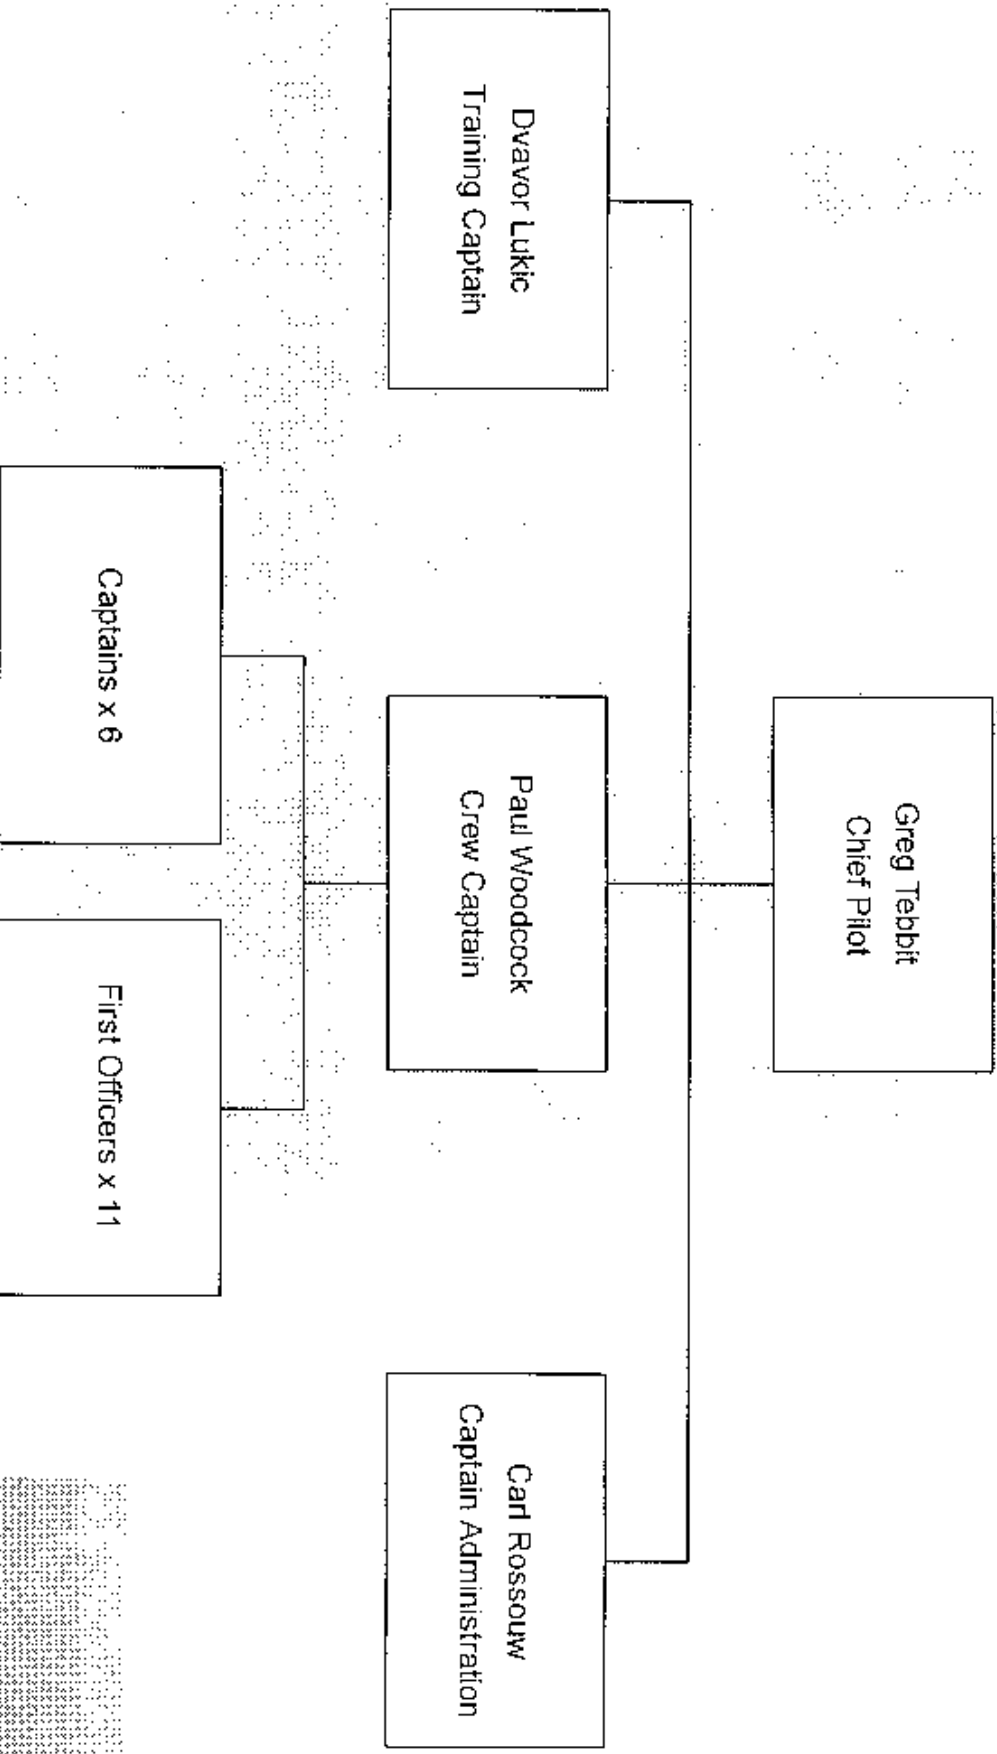 Greg Tebbit
Chief Pilot
Dvavor Lukic
Training Captain
Paul Woodcock
Crew Captain
Carl Rossouw
Captain Administration
Captains x 6
First Officers x 11